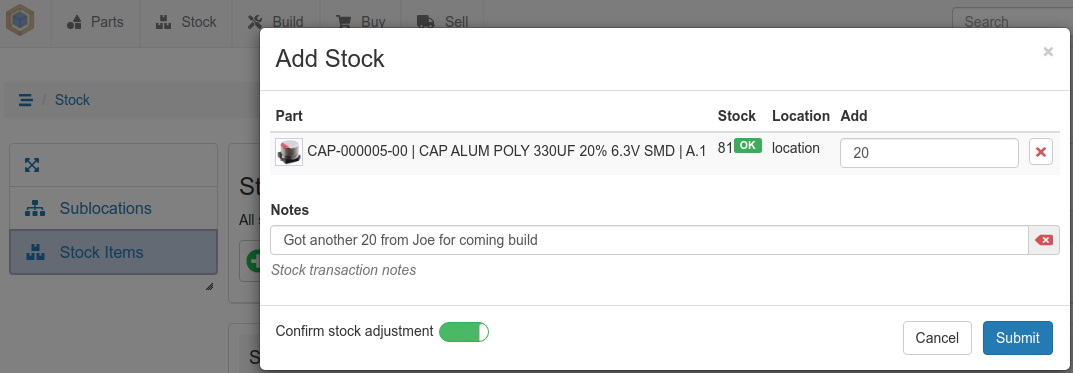 Parts Stock Build Buy Sell Search
Add Stock ×
/ Stock
Part Stock Location Add
CAP-000005-00 | CAP ALUM POLY 330UF 20% 6.3V SMD | A.1 81 OK location 20
Sublocations
Stock Items
St
All
Notes
Got another 20 from Joe for coming build
Stock transaction notes
Confirm stock adjustment Cancel Submit
S